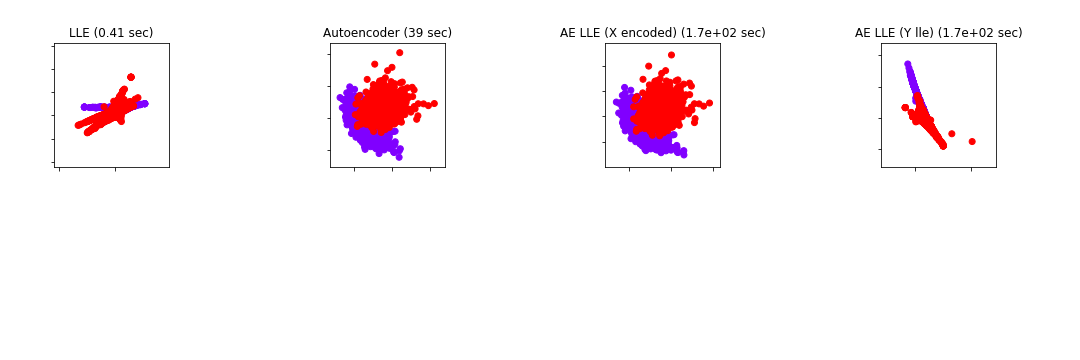 LLE (0.41 sec)
Autoencoder (39 sec)
AE LLE (X encoded) (1.7e+02 sec)
AE LLE (Y lle) (1.7e+02 sec)